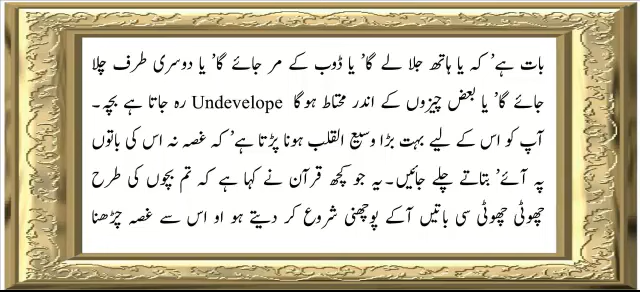 بات ہے‘ کہ یا ہاتھ جلا لے گا‘ یا ڈوب کے مر جائے گا‘ یا دوسری طرف چلا
جائے گا‘ یا بعض چیزوں کے اندر محتاط ہوگا Undevelope رہ جاتا ہے بچہ۔
آپ کو اس کے لیے بہت بڑا وسیع القلب ہونا پڑتا ہے‘ کہ غصہ نہ اس کی باتوں
پہ آئے‘ بتاتے چلے جائیں۔ یہ جو کچھ قرآن نے کہا ہے کہ تم بچوں کی طرح
چھوٹی چھوٹی سی باتیں آکے پوچھنی شروع کر دیتے ہو او اس سے غصہ چڑھنا